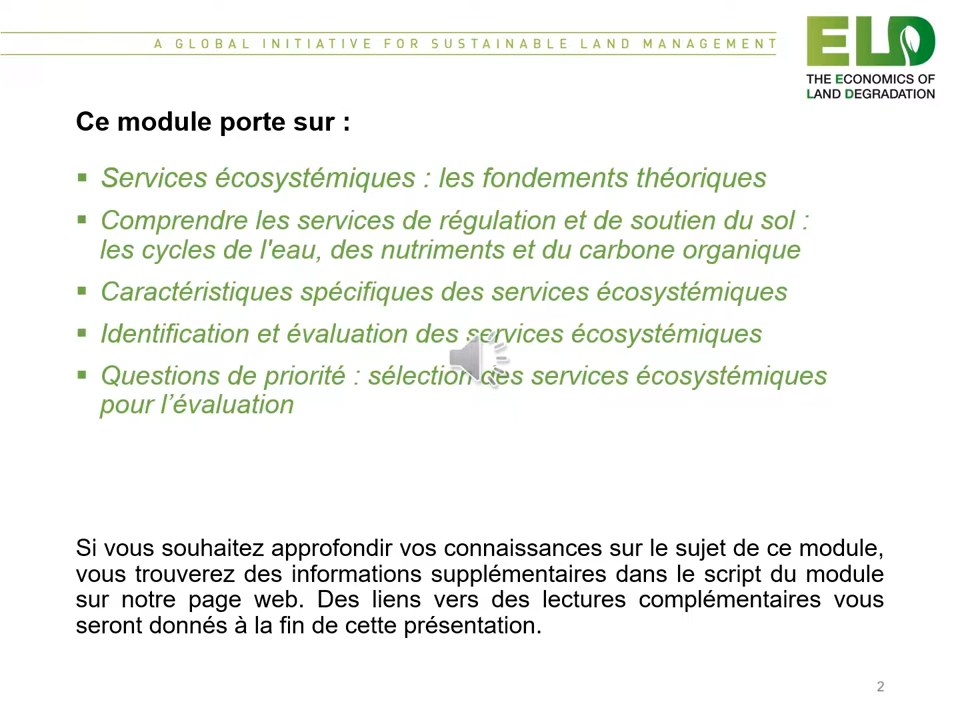 A GLOBAL INITIATIVE FOR SUSTAINABLE LAND MANAGEMENT
ELD
THE ECONOMICS OF
LAND DEGRADATION
Ce module porte sur :
▪ Services écosystémiques : les fondements théoriques
▪ Comprendre les services de régulation et de soutien du sol :
les cycles de l'eau, des nutriments et du carbone organique
▪ Caractéristiques spécifiques des services écosystémiques
▪ Identification et évaluation des services écosystémiques
▪ Questions de priorité : sélection des services écosystémiques
pour l’évaluation
Si vous souhaitez approfondir vos connaissances sur le sujet de ce module,
vous trouverez des informations supplémentaires dans le script du module
sur notre page web. Des liens vers des lectures complémentaires vous
seront donnés à la fin de cette présentation.
2